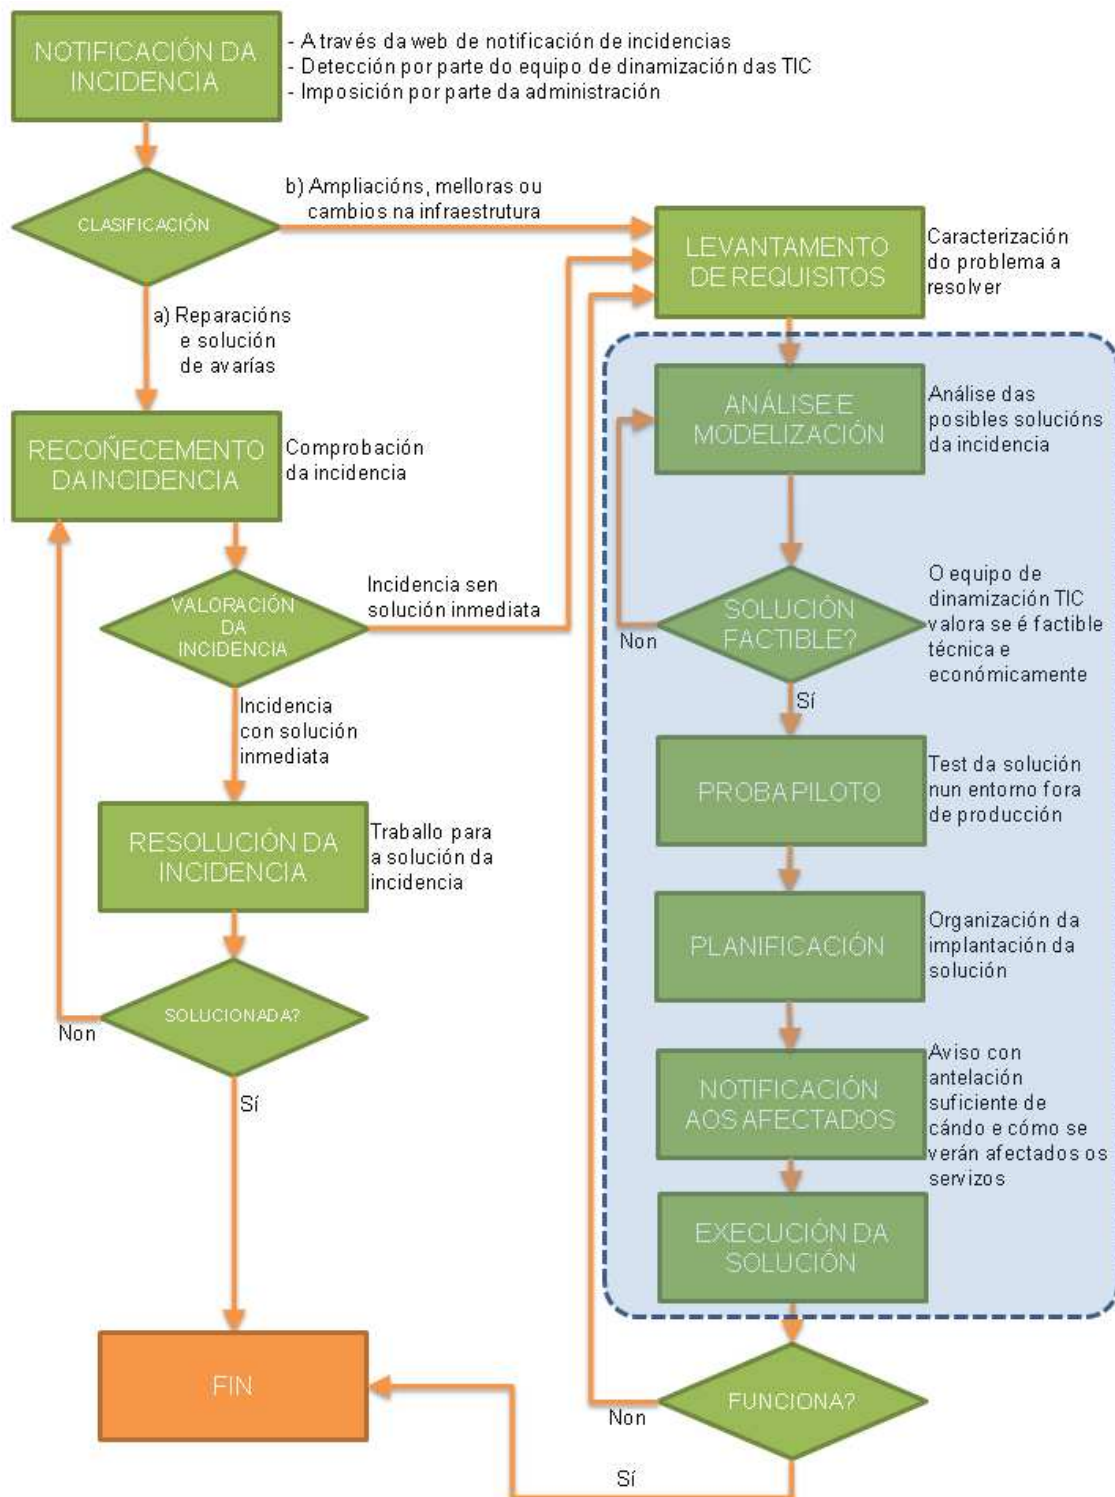 NOTIFICACIÓN DA
INCIDENCIA
- A través da web de notificación de incidencias
- Detección por parte do equipo de dinamización das TIC
- Imposición por parte da administración
CLASIFICACIÓN
b) Ampliacións, melloras ou
cambios na infraestrutura
LEVANTAMENTO
DE REQUISITOS
Caracterización
do problema a
resolver
a) Reparacións
e solución
de avarías
ANÁLISE E
MODELIZACIÓN
Análise das
posibles solucións
da incidencia
RECOÑECEMENTO
DA INCIDENCIA
Comprobación
da incidencia
VALORACIÓN
DA
INCIDENCIA
Incidencia sen
solución inmediata
SOLUCIÓN
FACTIBLE?
Non
O equipo de
dinamización TIC
valora se é factible
técnica e
económicamente
Sí
Incidencia
con solución
inmediata
PROBA PILOTO
Test da solución
nun entorno fora
de producción
RESOLUCIÓN DA
INCIDENCIA
Traballo para
a solución da
incidencia
PLANIFICACIÓN
Organización da
implantación da
solución
SOLUCIONADA?
Non
Sí
NOTIFICACIÓN
AOS AFECTADOS
Aviso con
antelación
suficiente de
cándo e cómo se
verán afectados os
servizos
EXECUCIÓN DA
SOLUCIÓN
FIN
FUNCIONA?
Non
Sí